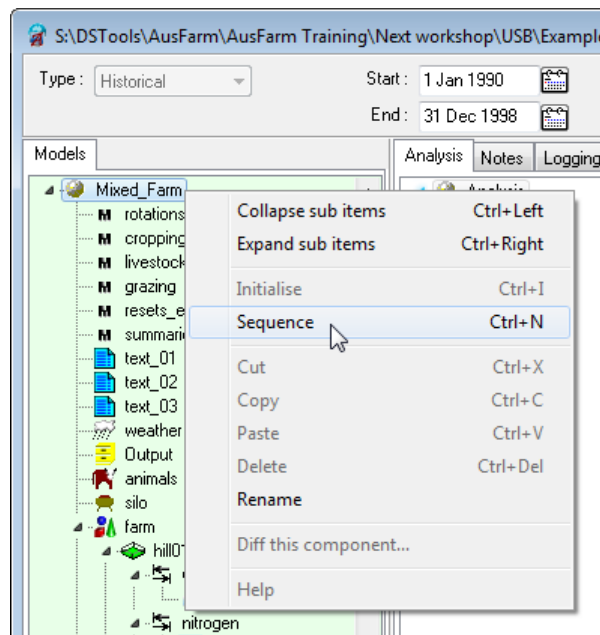 S:\DSTools\AusFarm\AusFarm Training\Next workshop\USB\Example
Type : Historical Start : 1 Jan 1990
End : 31 Dec 1998
Models Analysis Notes Logging
Mixed_Farm Analysis
rotations
cropping
livestock
grazing
resets_e
summarie
text_01
text_02
text_03
weather
Output
animals
silo
farm
hill01
nitrogen
Collapse sub items Ctrl+Left
Expand sub items Ctrl+Right
Initialise Ctrl+I
Sequence Ctrl+N
Cut Ctrl+X
Copy Ctrl+C
Paste Ctrl+V
Delete Ctrl+Del
Rename
Diff this component...
Help